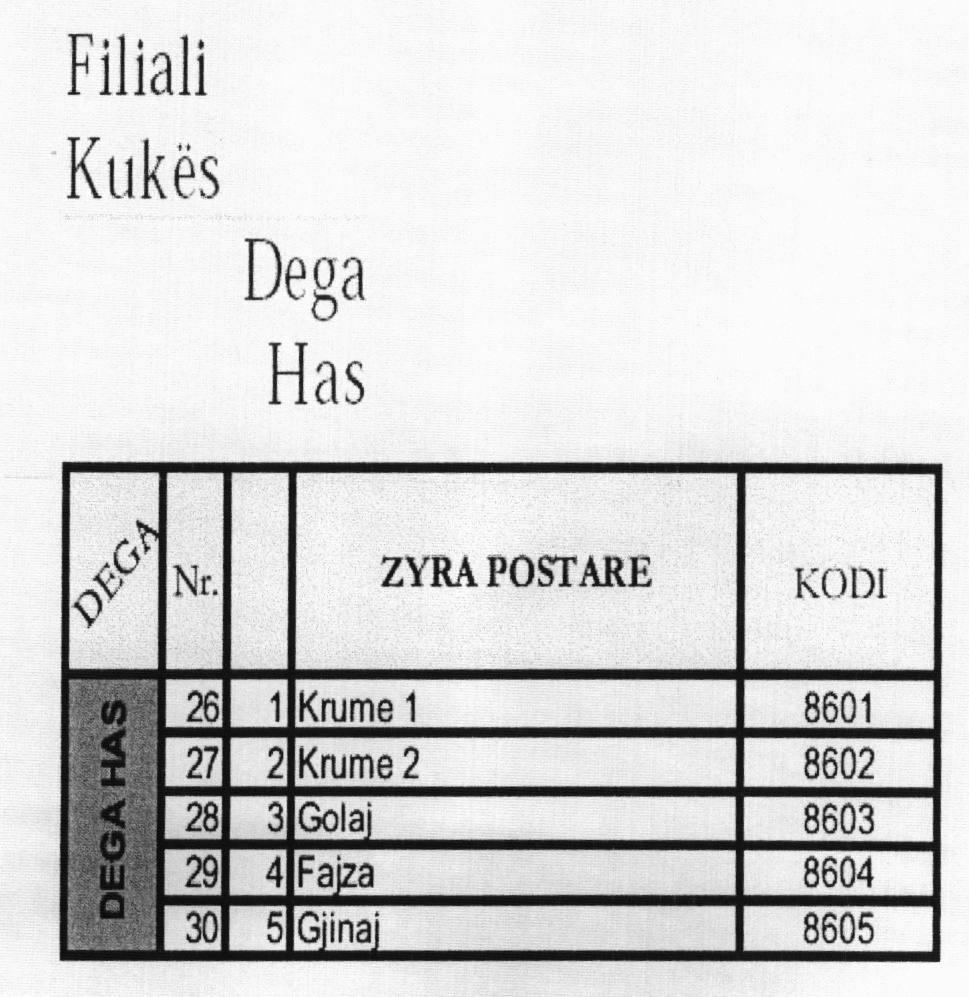 Filiali
Kukës
Dega
Has
DEGA Nr. ZYRA POSTARE KODI
DEGA HAS
26 1 Krume 1 8601
27 2 Krume 2 8602
28 3 Golaj 8603
29 4 Fajza 8604
30 5 Gjinaj 8605